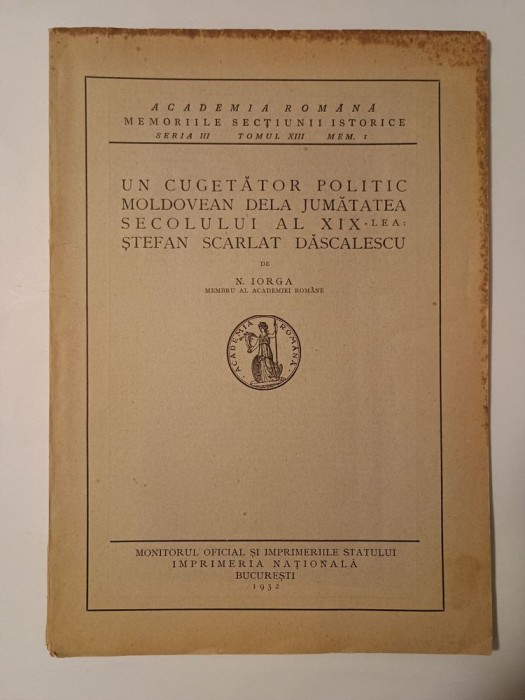 ACADEMIA ROMÂNĂ
MEMORIILE SECȚIUNII ISTORICE
SERIA III TOMUL XIII MEM. 1
UN CUGETĂTOR POLITIC
MOLDOVEAN DELA JUMĂTATEA
SECOLULUI AL XIX-LEA:
ȘTEFAN SCARLAT DĂSCALESCU
DE
N. IORGA
MEMBRU AL ACADEMIEI ROMÂNE
ACADEMIA ROMÂNĂ
MONITORUL OFICIAL ȘI IMPRIMERIILE STATULUI
IMPRIMERIA NAȚIONALĂ
BUCUREȘTI
1932